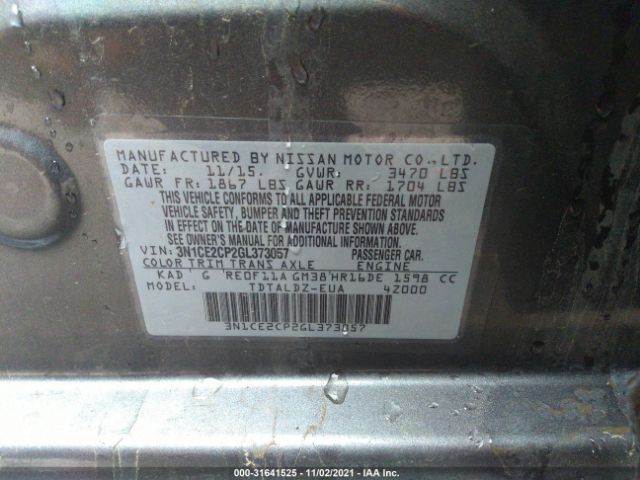 MANUFACTURED BY NISSAN MOTOR CO., LTD.
DATE: 11/15. GVWR: 3470 LBS
GAWR FR: 1867 LBS GAWR RR: 1704 LBS
THIS VEHICLE CONFORMS TO ALL APPLICABLE FEDERAL MOTOR
VEHICLE SAFETY, BUMPER AND THEFT PREVENTION STANDARDS
IN EFFECT ON THE DATE OF MANUFACTURE SHOWN ABOVE.
SEE OWNER'S MANUAL FOR ADDITIONAL INFORMATION.
VIN: 3N1CE2CP2GL373057 PASSENGER CAR.
COLOR TRIM TRANS AXLE ENGINE
KAD G RE0F11A GM38 HR16DE 1598 CC
TDTALDZ-EUA 4Z000
3N1CE2CP2GL373057
000-31641525 | 11/02/2021 | IAA Inc.